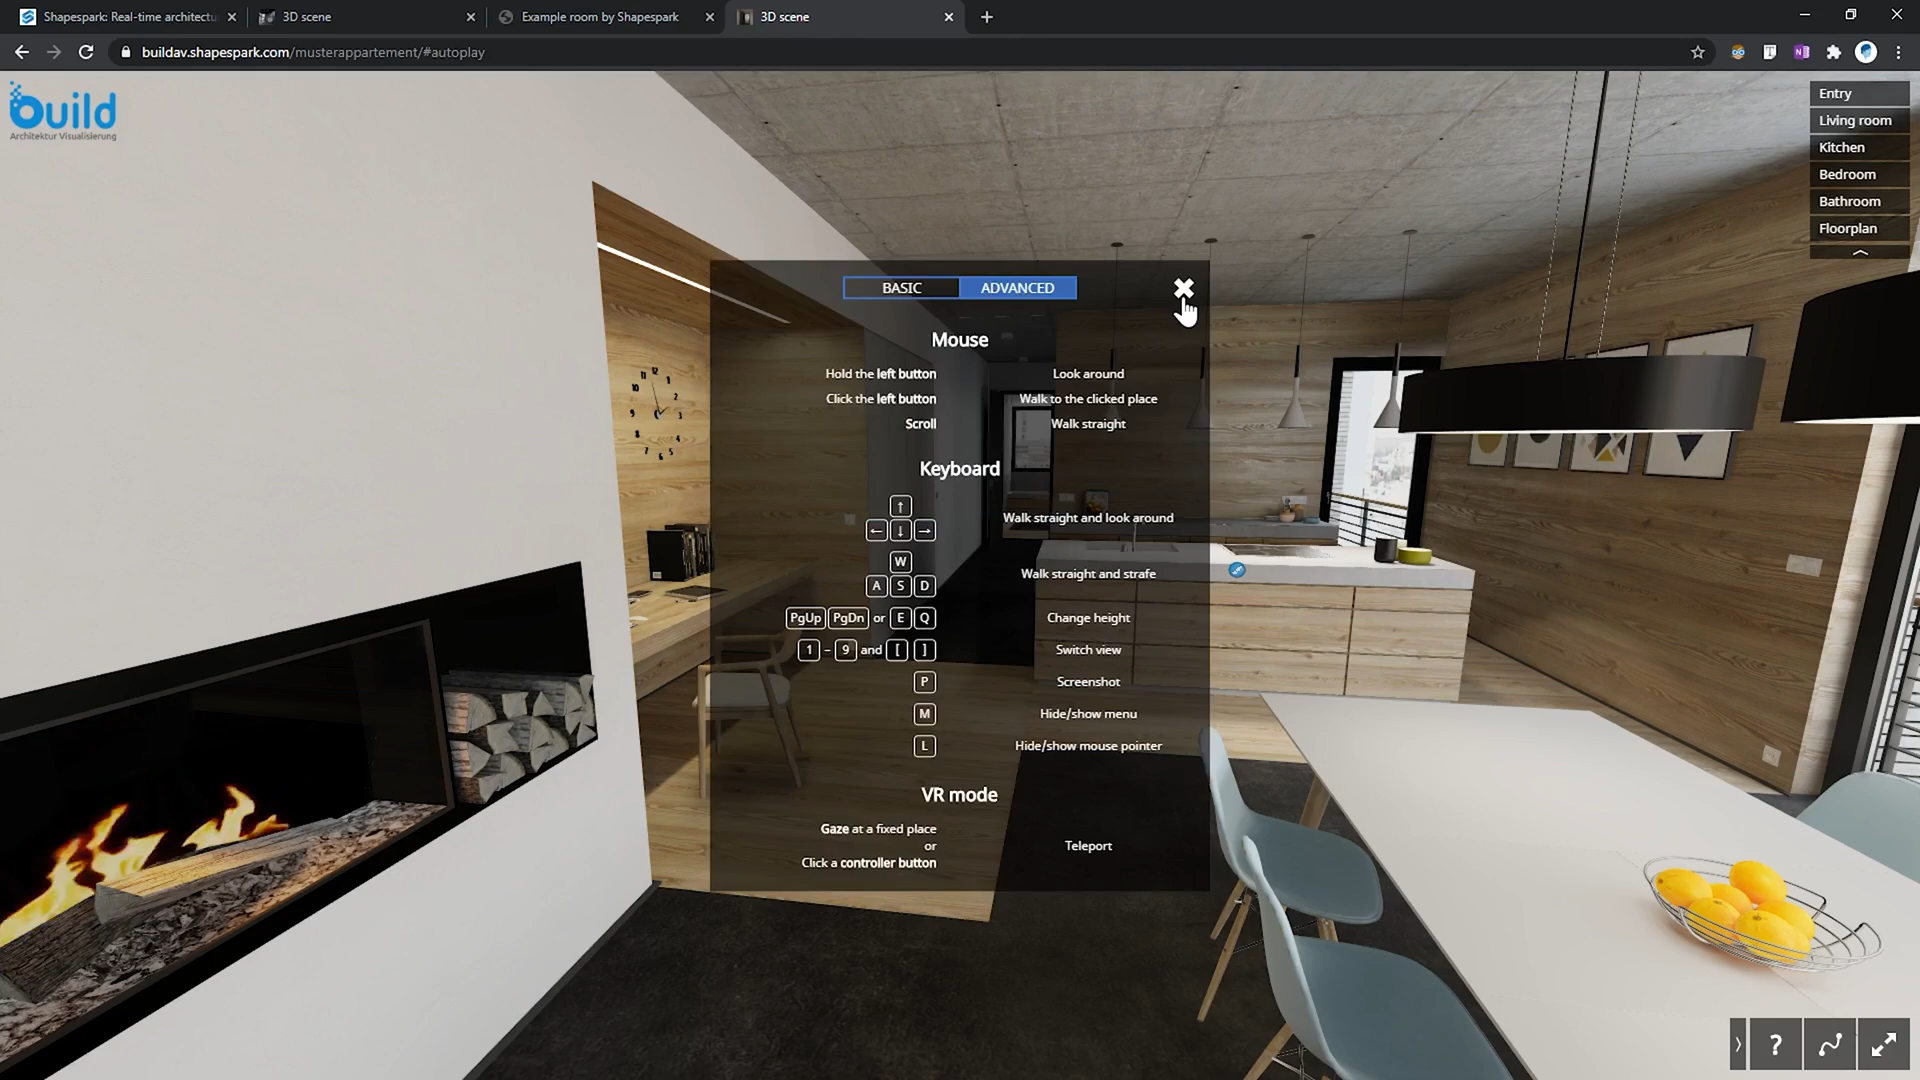 Shapespark: Real-time architectu
3D scene
Example room by Shapespark
3D scene
buildav.shapespark.com/musterappartement/#autoplay
build
Architektur Visualisierung
Entry
Living room
Kitchen
Bedroom
Bathroom
Floorplan
BASIC
ADVANCED
Mouse
Hold the left button
Look around
Click the left button
Walk to the clicked place
Scroll
Walk straight
Keyboard
↑
← ↓ →
Walk straight and look around
W
A S D
Walk straight and strafe
PgUp PgDn or E Q
Change height
1 - 9 and [ ]
Switch view
P
Screenshot
M
Hide/show menu
L
Hide/show mouse pointer
VR mode
Gaze at a fixed place
or
Click a controller button
Teleport
?